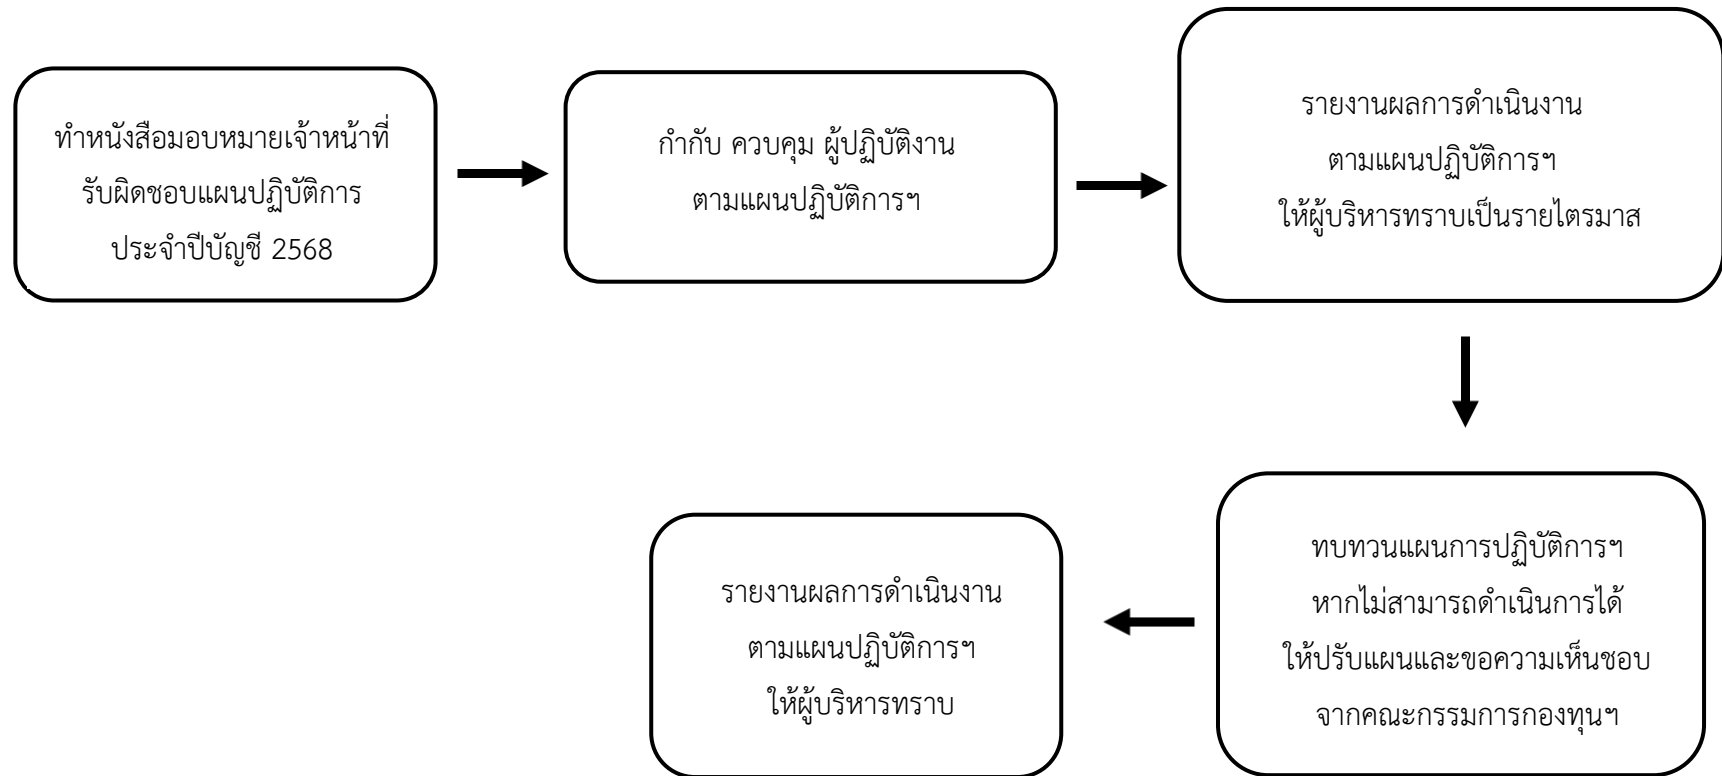 ทำหนังสือมอบหมายเจ้าหน้าที่
รับผิดชอบแผนปฏิบัติการ
ประจำปีบัญชี 2568
กำกับ ควบคุม ผู้ปฏิบัติงาน
ตามแผนปฏิบัติการฯ
รายงานผลการดำเนินงาน
ตามแผนปฏิบัติการฯ
ให้ผู้บริหารทราบเป็นรายไตรมาส
ทบทวนแผนการปฏิบัติการฯ
หากไม่สามารถดำเนินการได้
ให้ปรับแผนและขอความเห็นชอบ
จากคณะกรรมการกองทุนฯ
รายงานผลการดำเนินงาน
ตามแผนปฏิบัติการฯ
ให้ผู้บริหารทราบ